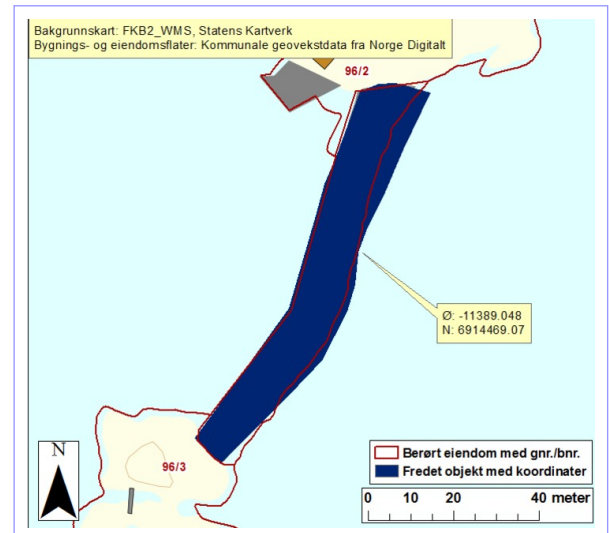 Bakgrunnskart: FKB2_WMS, Statens Kartverk
Bygnings- og eiendomsflater: Kommunale geovekstdata fra Norge Digitalt
96/2
Ø: -11389.048
N: 6914469.07
96/3
N
Berørt eiendom med gnr./bnr.
Fredet objekt med koordinater
0 10 20 40 meter